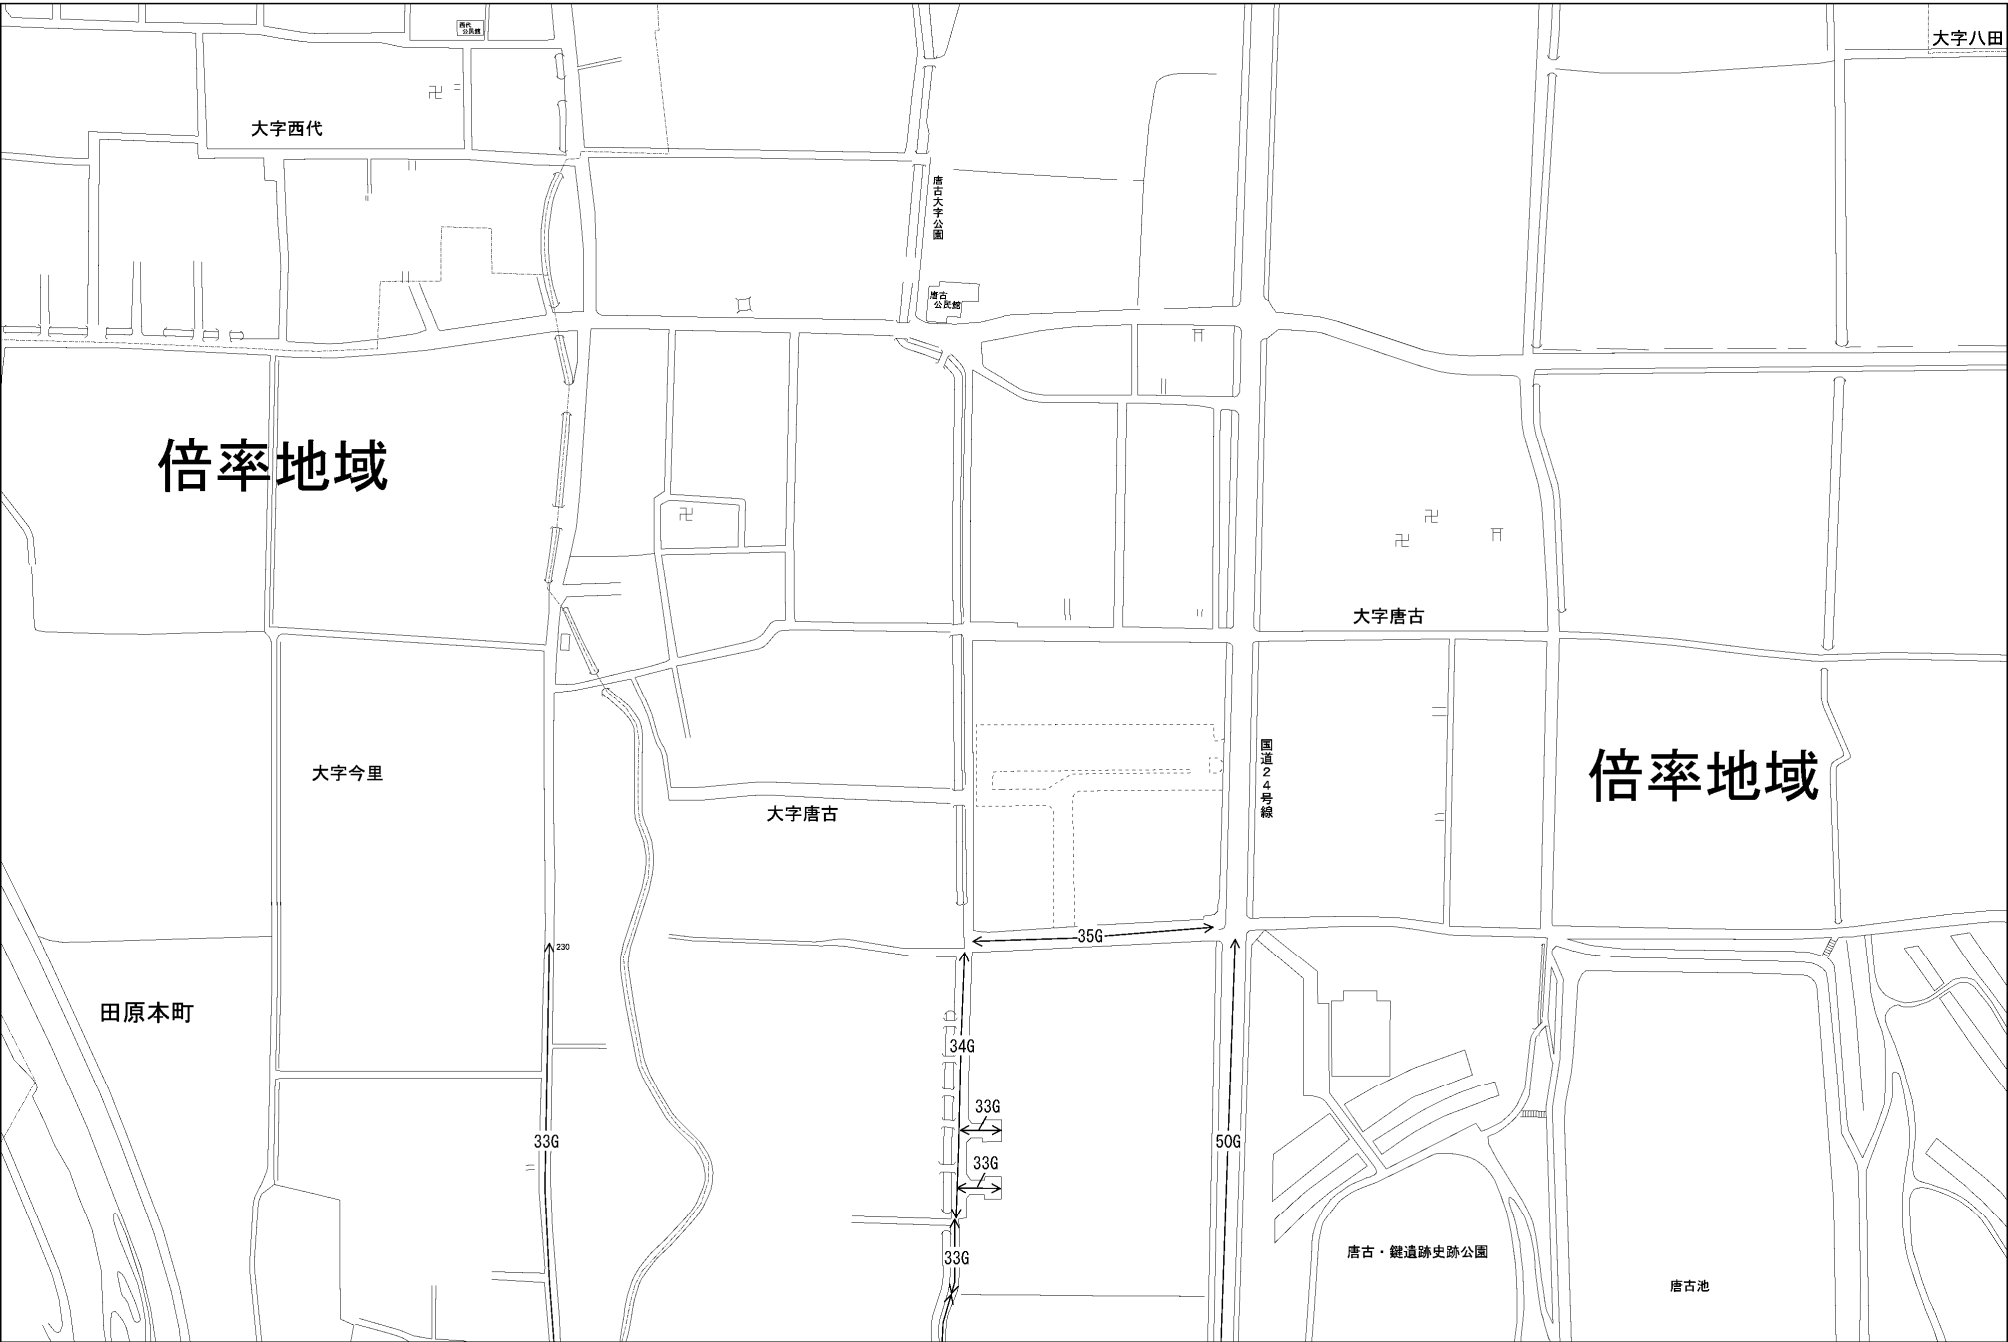 西代
公民館
大字八田
大字西代
唐古大字公園
唐古
公民館
倍率地域
大字唐古
国道24号線
大字今里
倍率地域
大字唐古
35G
230
田原本町
34G
33G
33G
50G
33G
33G
唐古・鍵遺跡史跡公園
唐古池